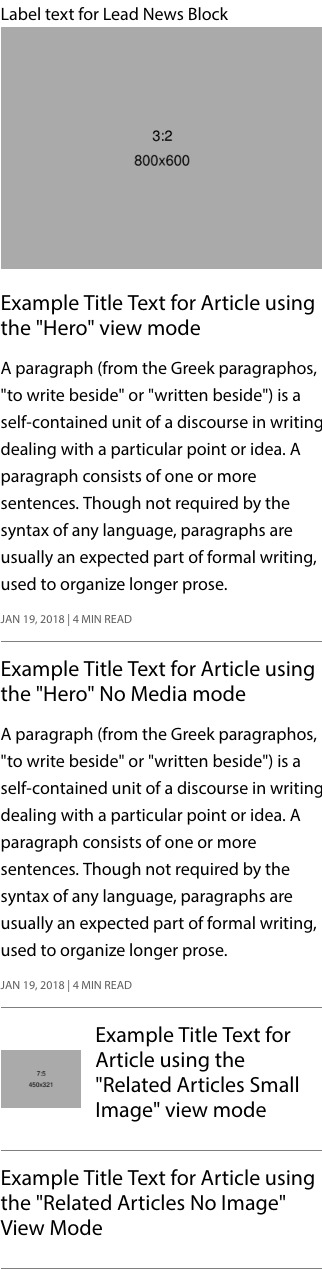 Label text for Lead News Block
3:2
800x600
Example Title Text for Article using
the "Hero" view mode
A paragraph (from the Greek paragraphos,
"to write beside" or "written beside") is a
self-contained unit of a discourse in writing
dealing with a particular point or idea. A
paragraph consists of one or more
sentences. Though not required by the
syntax of any language, paragraphs are
usually an expected part of formal writing,
used to organize longer prose.
JAN 19, 2018 | 4 MIN READ
Example Title Text for Article using
the "Hero" No Media mode
A paragraph (from the Greek paragraphos,
"to write beside" or "written beside") is a
self-contained unit of a discourse in writing
dealing with a particular point or idea. A
paragraph consists of one or more
sentences. Though not required by the
syntax of any language, paragraphs are
usually an expected part of formal writing,
used to organize longer prose.
JAN 19, 2018 | 4 MIN READ
7:5
450x321
Example Title Text for
Article using the
"Related Articles Small
Image" view mode
Example Title Text for Article using
the "Related Articles No Image"
View Mode